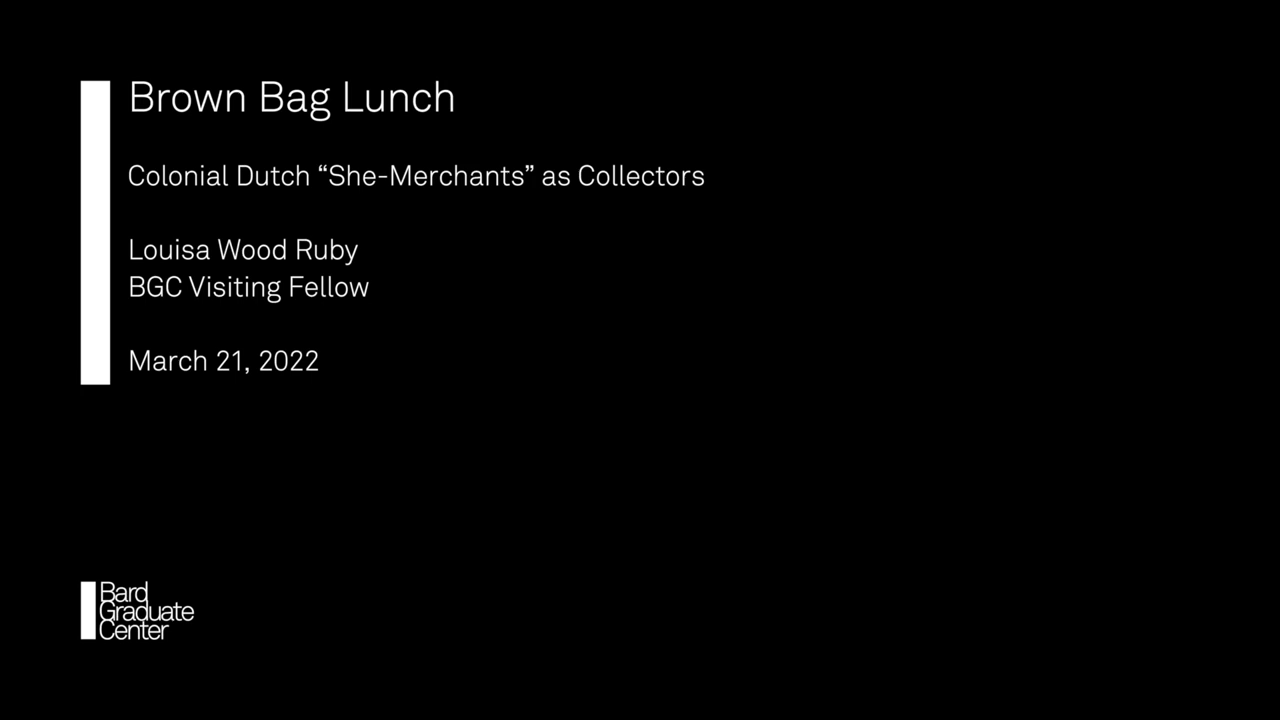 Brown Bag Lunch
Colonial Dutch “She-Merchants” as Collectors
Louisa Wood Ruby
BGC Visiting Fellow
March 21, 2022
Bard
Graduate
Center